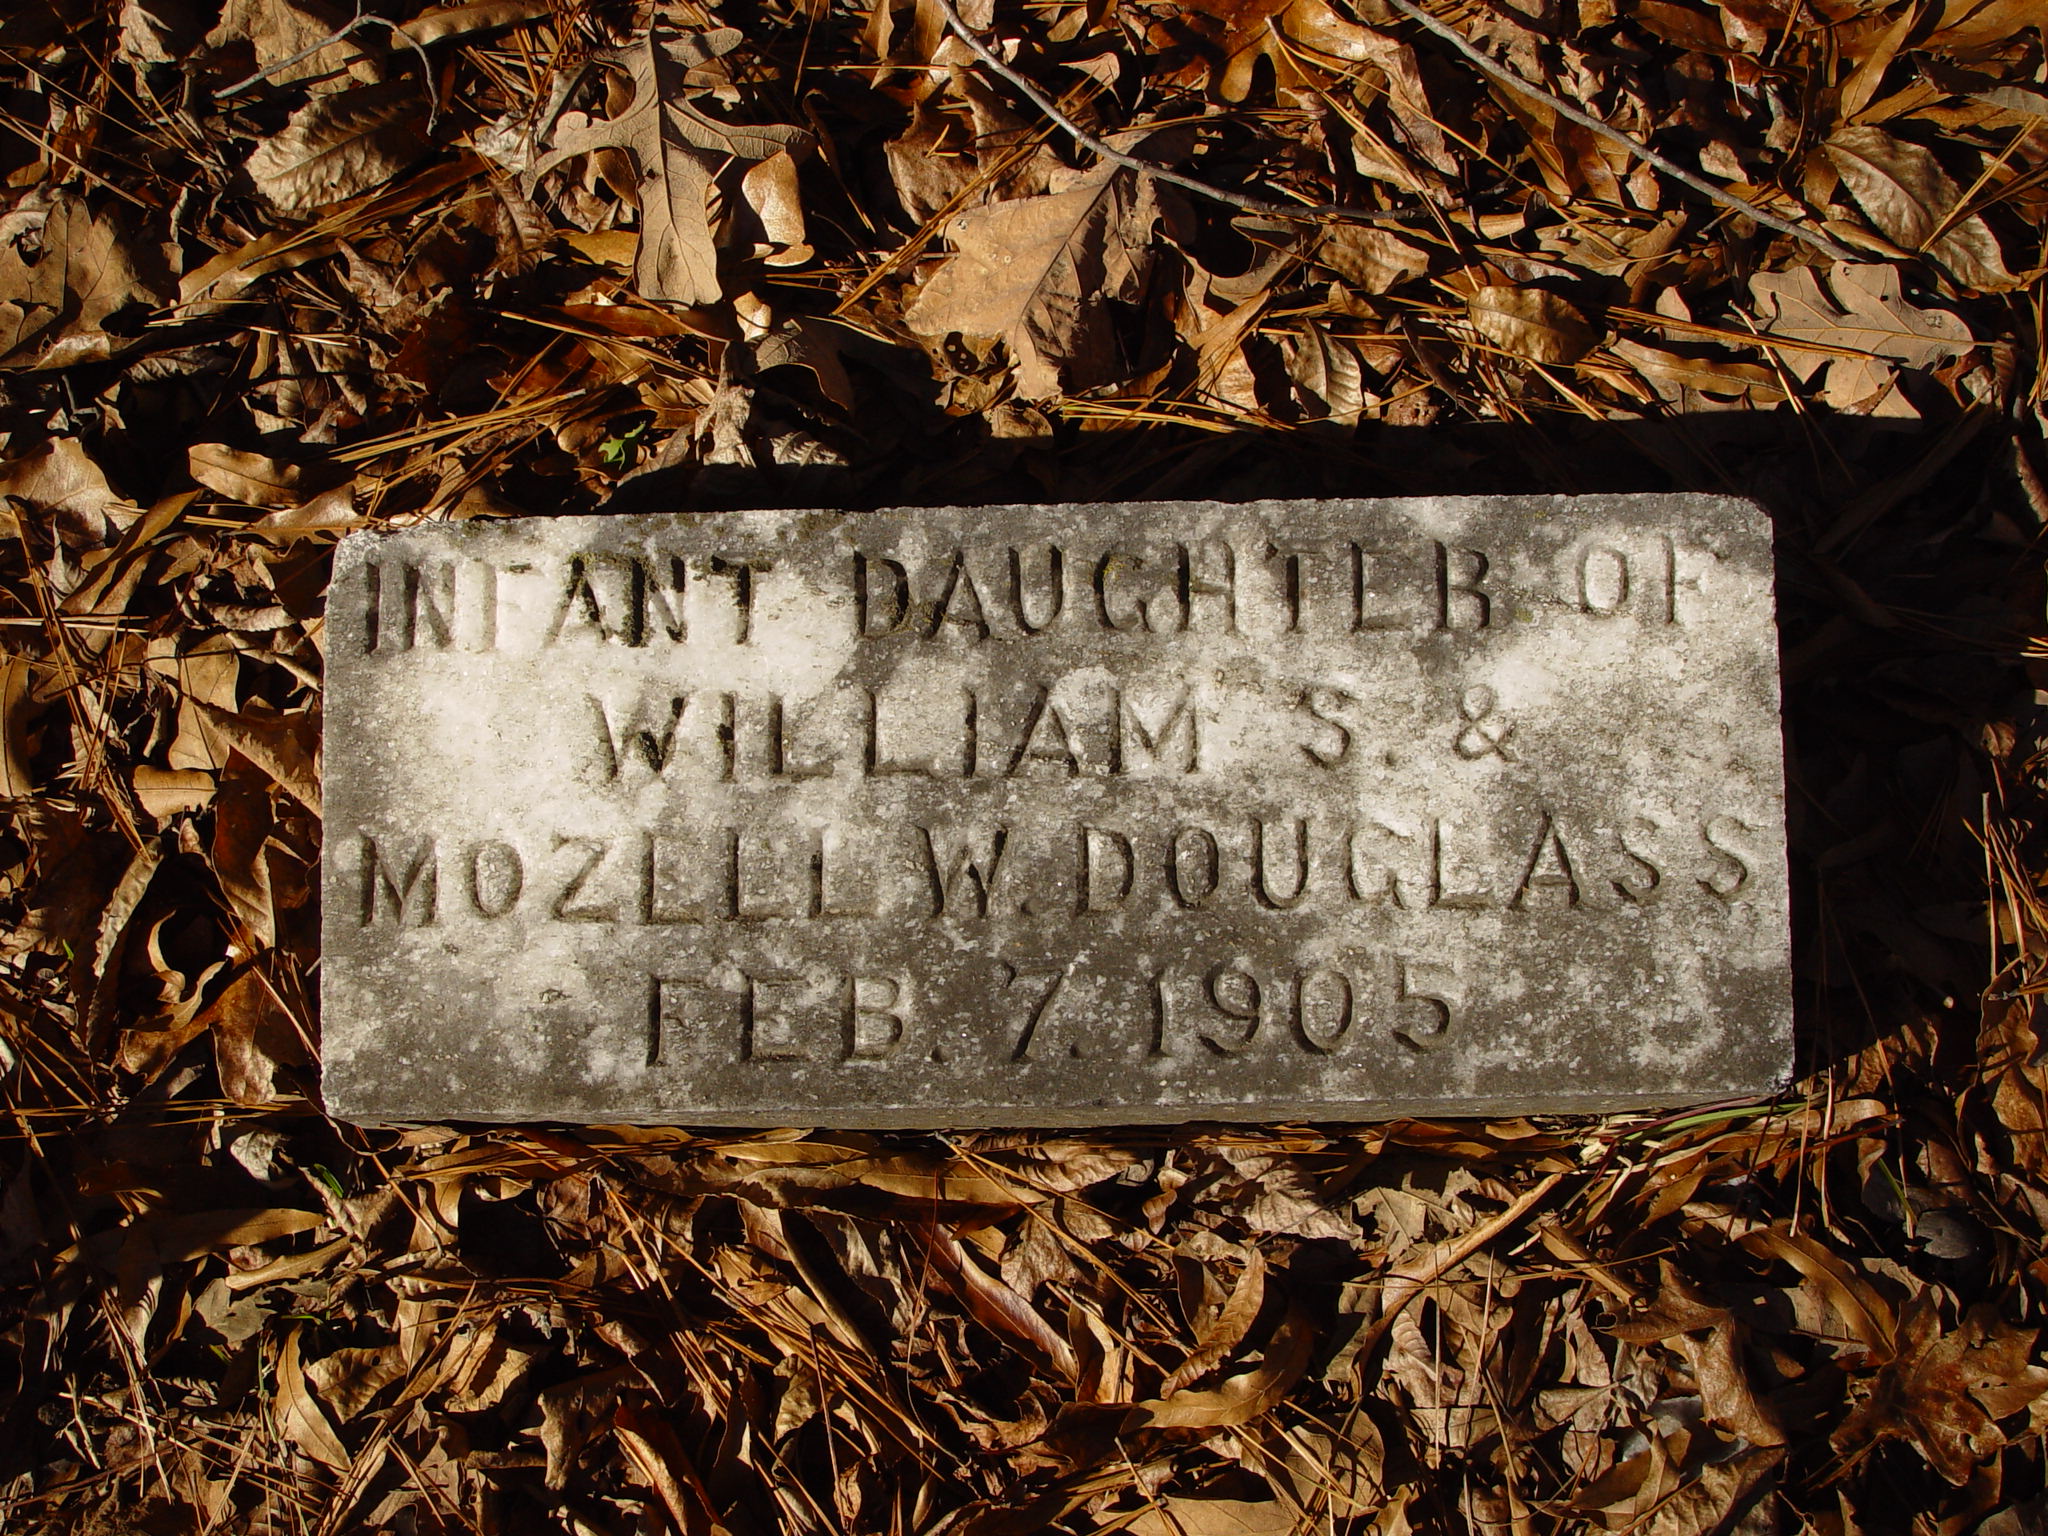 INFANT DAUGHTER OF
WILLIAM S. &
MOZELL W. DOUGLASS
FEB. 7. 1905